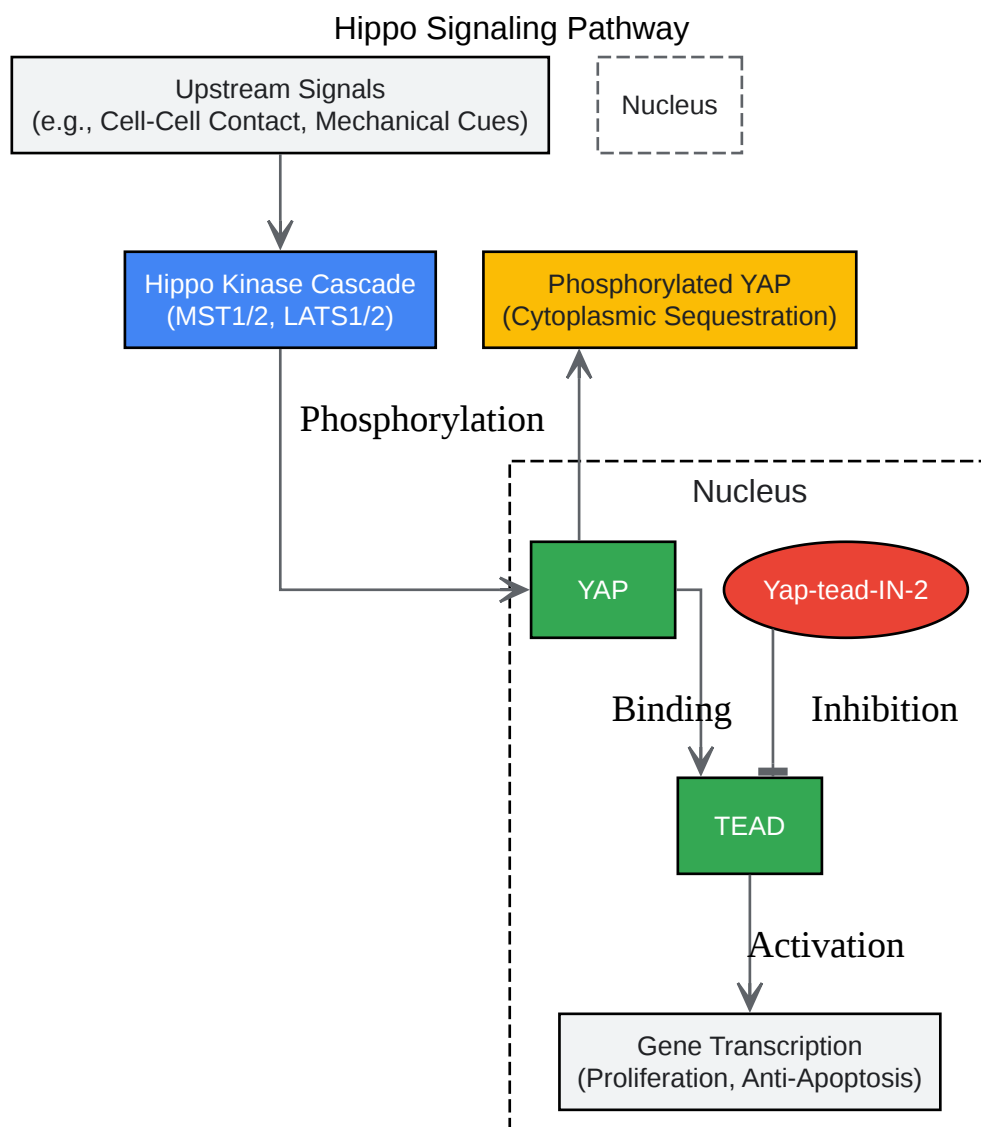 Hippo Signaling Pathway
Upstream Signals
(e.g., Cell-Cell Contact, Mechanical Cues)
Nucleus
Hippo Kinase Cascade
(MST1/2, LATS1/2)
Phosphorylated YAP
(Cytoplasmic Sequestration)
Phosphorylation
Nucleus
YAP
Yap-tead-IN-2
Binding
Inhibition
TEAD
Activation
Gene Transcription
(Proliferation, Anti-Apoptosis)